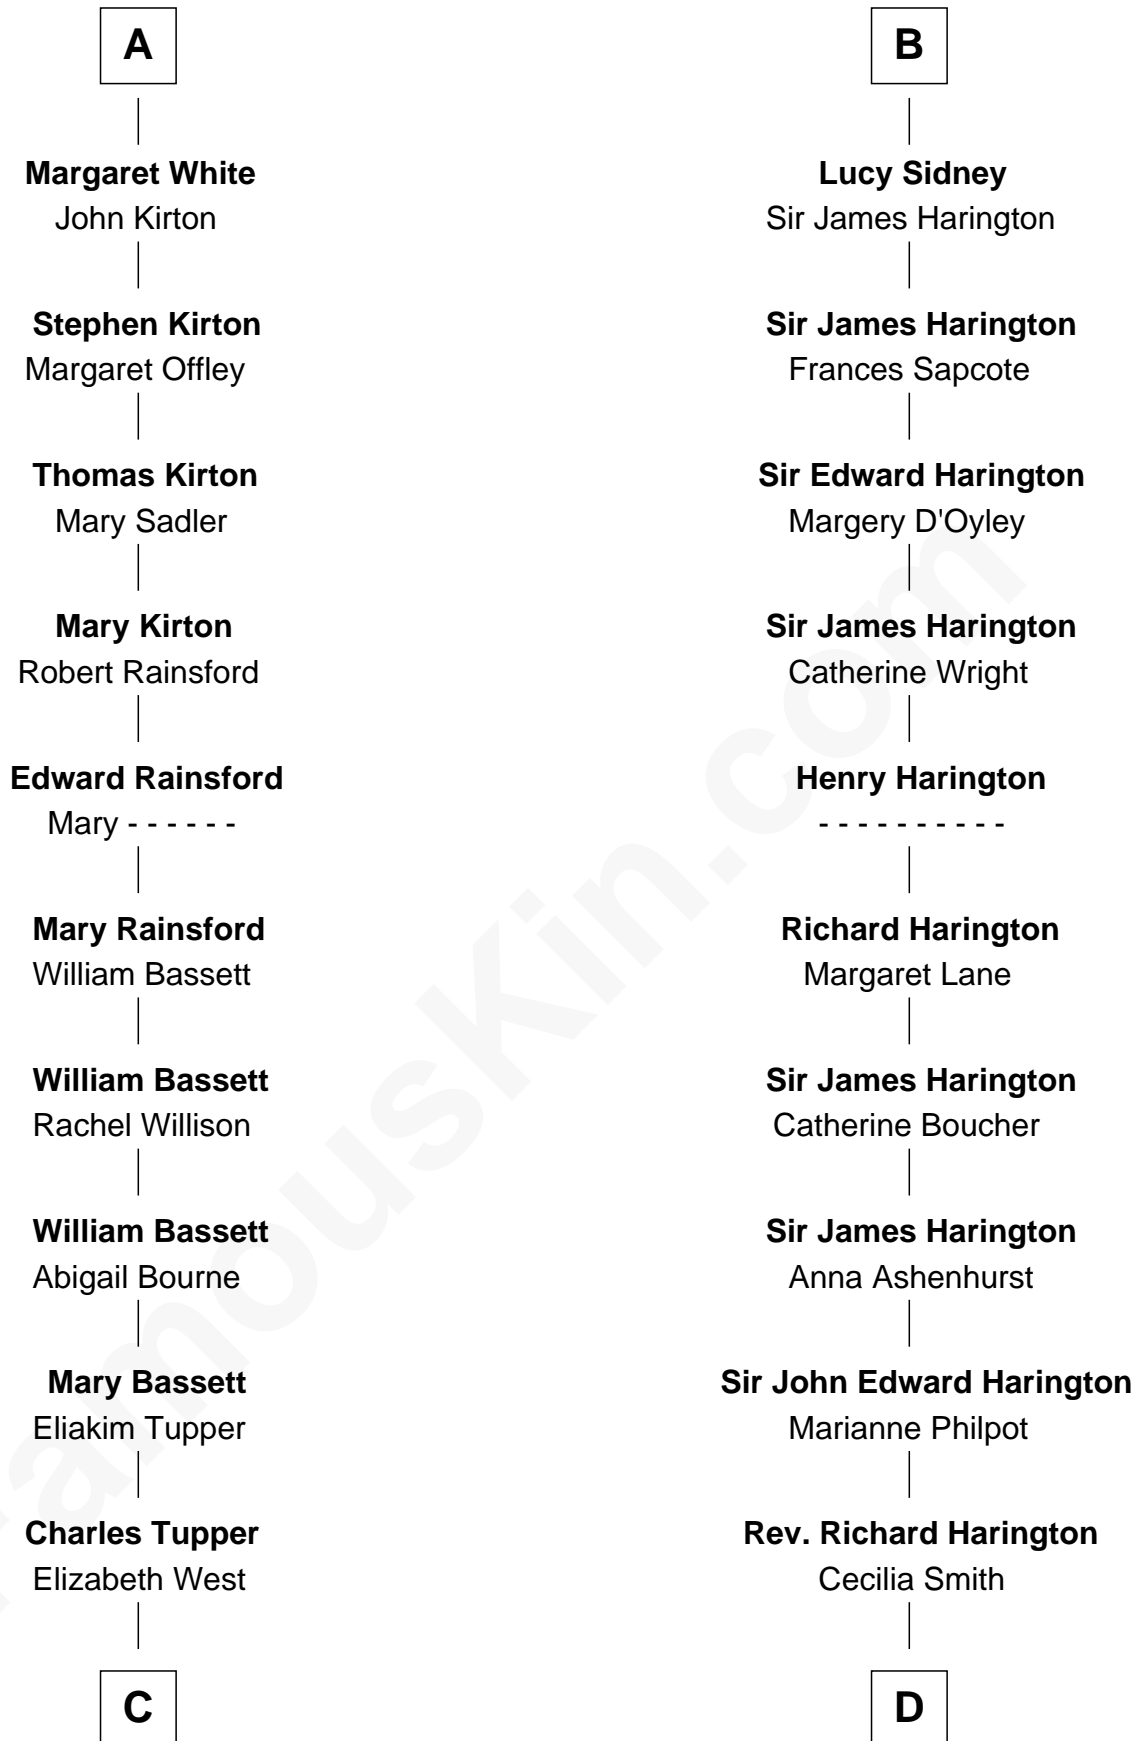 A
Margaret White
John Kirton
Stephen Kirton
Margaret Offley
Thomas Kirton
Mary Sadler
Mary Kirton
Robert Rainsford
Edward Rainsford
Mary - - - - - -
Mary Rainsford
William Bassett
William Bassett
Rachel Willison
William Bassett
Abigail Bourne
Mary Bassett
Eliakim Tupper
Charles Tupper
Elizabeth West
C
B
Lucy Sidney
Sir James Harington
Sir James Harington
Frances Sapcote
Sir Edward Harington
Margery D'Oyley
Sir James Harington
Catherine Wright
Henry Harington
- - - - - - - - - -
Richard Harington
Margaret Lane
Sir James Harington
Catherine Boucher
Sir James Harington
Anna Ashenhurst
Sir John Edward Harington
Marianne Philpot
Rev. Richard Harington
Cecilia Smith
D
FamousKin.com